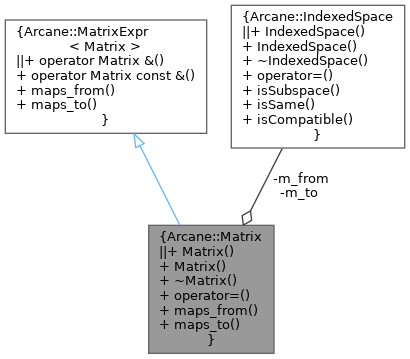 {Arcane::MatrixExpr
< Matrix >
||+ operator Matrix &()
+ operator Matrix const &()
+ maps_from()
+ maps_to()
}
{Arcane::IndexedSpace
||+ IndexedSpace()
+ IndexedSpace()
+ ~IndexedSpace()
+ operator=()
+ isSubspace()
+ isSame()
+ isCompatible()
}
-m_from
-m_to
{Arcane::Matrix
||+ Matrix()
+ Matrix()
+ ~Matrix()
+ operator=()
+ maps_from()
+ maps_to()
}